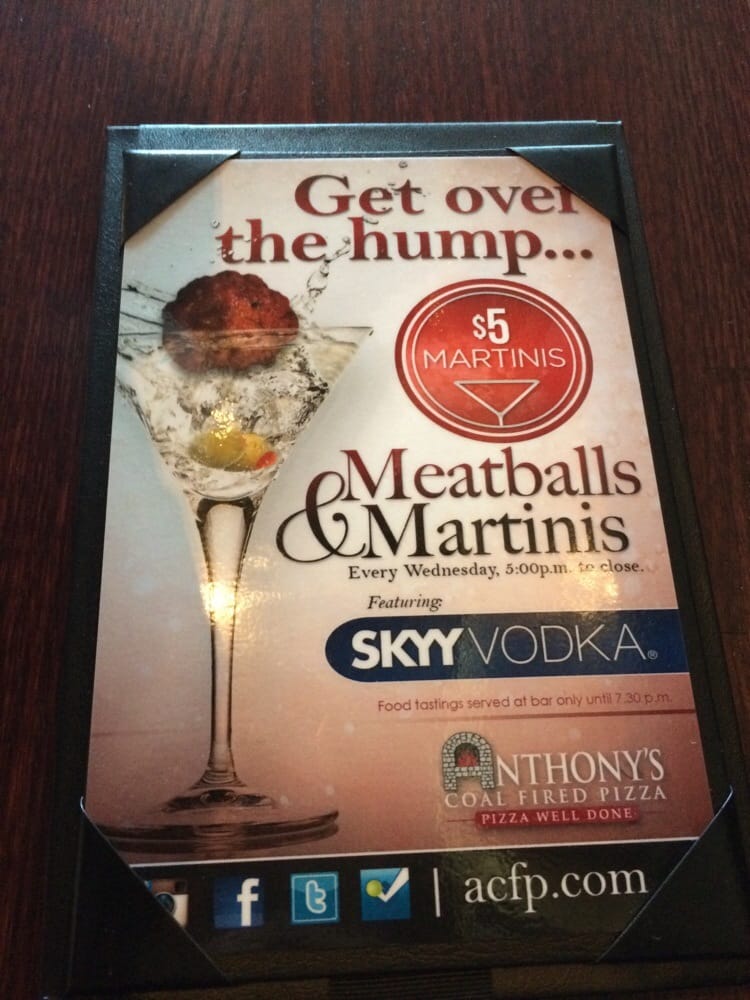 Get over
the hump...
$5
MARTINIS
Meatballs
& Martinis
Every Wednesday, 5:00p.m. to close.
Featuring:
SKYY VODKA®
Food tastings served at bar only until 7.30 p.m.
ANTHONY'S
COAL FIRED PIZZA
PIZZA WELL DONE
f t | acfp.com